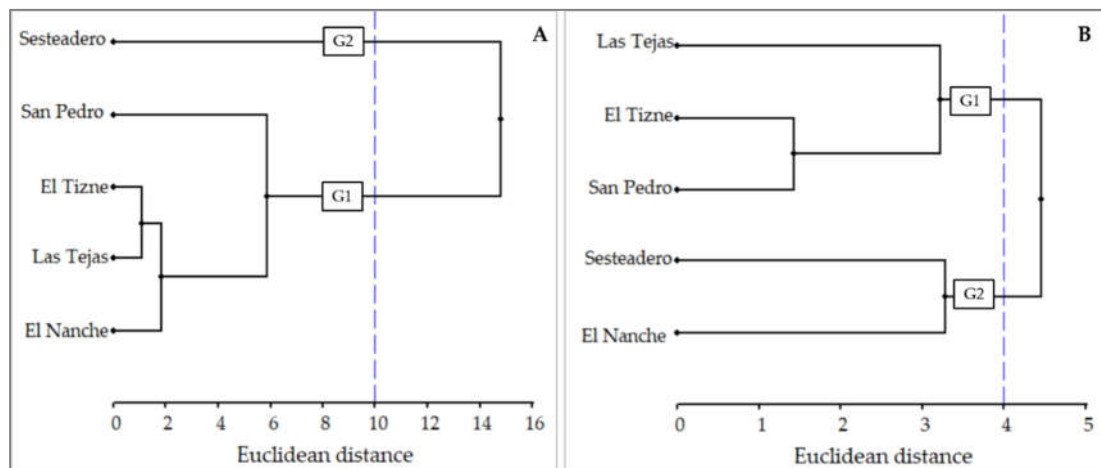 A
Sesteadero
G2
San Pedro
El Tizne
G1
Las Tejas
El Nanche
0 2 4 6 8 10 12 14 16
Euclidean distance
B
Las Tejas
G1
El Tizne
San Pedro
Sesteadero
G2
El Nanche
0 1 2 3 4 5
Euclidean distance